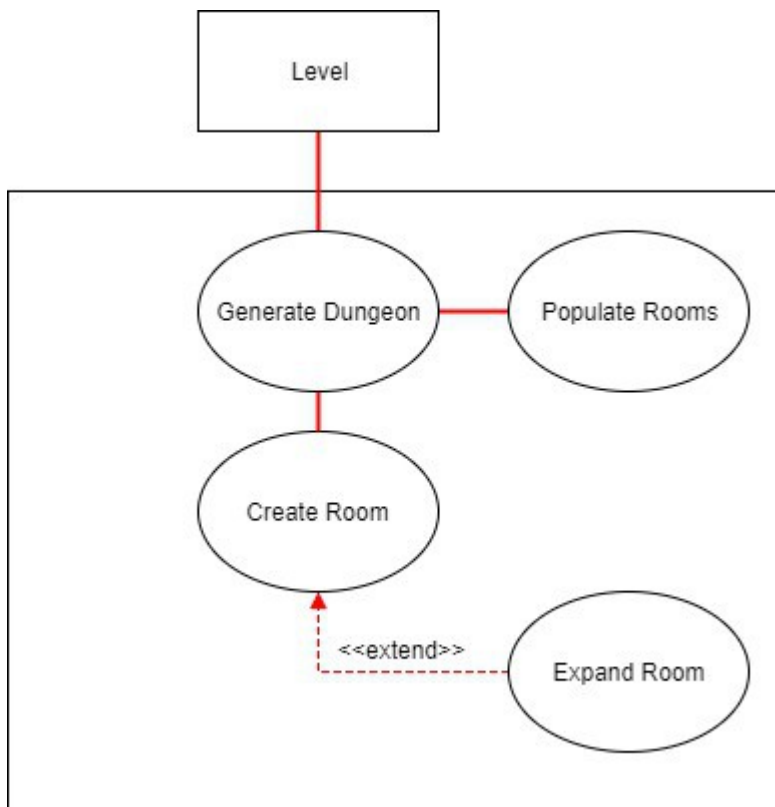 Level
Generate Dungeon
Populate Rooms
Create Room
<<extend>>
Expand Room